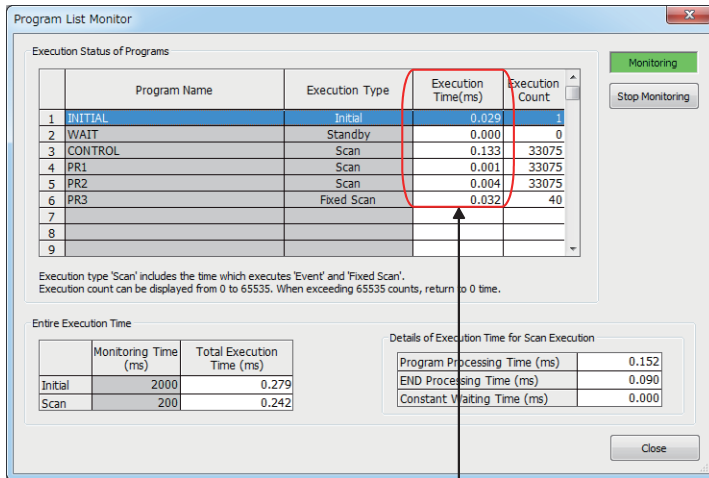 Program List Monitor
Execution Status of Programs
Program Name Execution Type Execution Time(ms) Execution Count
1 INITIAL Initial 0.029 1
2 WAIT Standby 0.000 0
3 CONTROL Scan 0.133 33075
4 PR1 Scan 0.001 33075
5 PR2 Scan 0.004 33075
6 PR3 Fixed Scan 0.032 40
7
8
9
Monitoring
Stop Monitoring
Execution type 'Scan' includes the time which executes 'Event' and 'Fixed Scan'.
Execution count can be displayed from 0 to 65535. When exceeding 65535 counts, return to 0 time.
Entire Execution Time
Monitoring Time (ms) Total Execution Time (ms)
Initial 2000 0.279
Scan 200 0.242
Details of Execution Time for Scan Execution
Program Processing Time (ms) 0.152
END Processing Time (ms) 0.090
Constant Waiting Time (ms) 0.000
Close